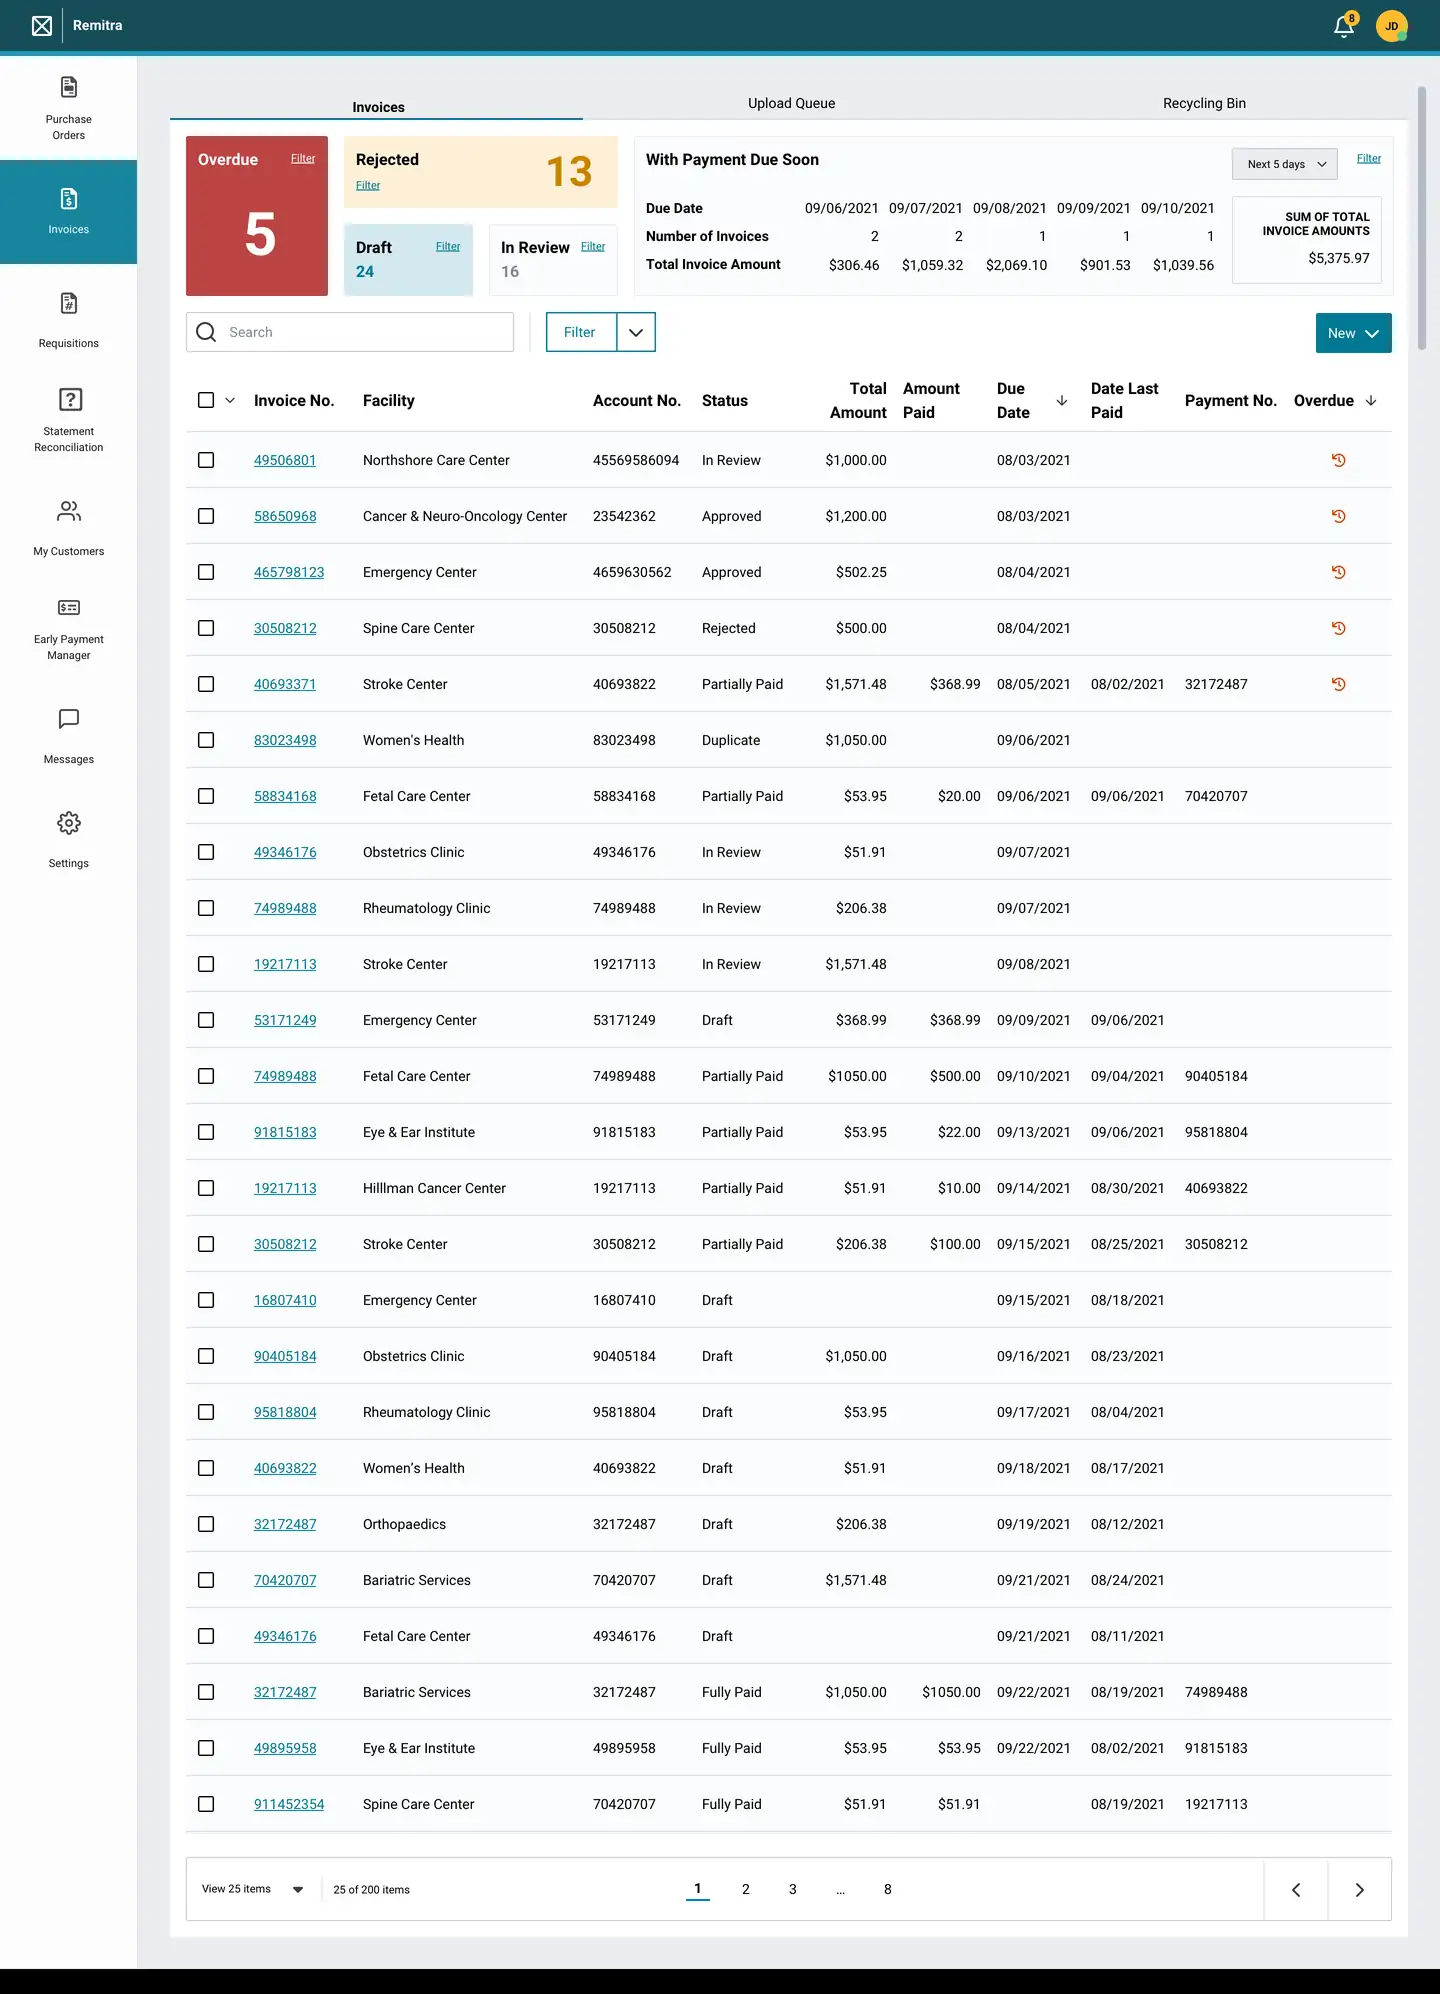 Remitra
8
JD
Purchase
Orders
Invoices
Requisitions
Statement
Reconciliation
My Customers
Early Payment
Manager
Messages
Settings
Invoices Upload Queue Recycling Bin
Overdue Filter
5
Rejected
Filter
13
Draft Filter
24
In Review Filter
16
With Payment Due Soon Next 5 days Filter
Due Date 09/06/2021 09/07/2021 09/08/2021 09/09/2021 09/10/2021
Number of Invoices 2 2 1 1 1
Total Invoice Amount $306.46 $1,059.32 $2,069.10 $901.53 $1,039.56
SUM OF TOTAL
INVOICE AMOUNTS
$5,375.97
Search Filter New
Invoice No. Facility Account No. Status Total Amount Amount Paid Due Date Date Last Paid Payment No. Overdue
49506801 Northshore Care Center 45569586094 In Review $1,000.00 08/03/2021
58650968 Cancer & Neuro-Oncology Center 23542362 Approved $1,200.00 08/03/2021
465798123 Emergency Center 4659630562 Approved $502.25 08/04/2021
30508212 Spine Care Center 30508212 Rejected $500.00 08/04/2021
40693371 Stroke Center 40693822 Partially Paid $1,571.48 $368.99 08/05/2021 08/02/2021 32172487
83023498 Women's Health 83023498 Duplicate $1,050.00 09/06/2021
58834168 Fetal Care Center 58834168 Partially Paid $53.95 $20.00 09/06/2021 09/06/2021 70420707
49346176 Obstetrics Clinic 49346176 In Review $51.91 09/07/2021
74989488 Rheumatology Clinic 74989488 In Review $206.38 09/07/2021
19217113 Stroke Center 19217113 In Review $1,571.48 09/08/2021
53171249 Emergency Center 53171249 Draft $368.99 $368.99 09/09/2021 09/06/2021
74989488 Fetal Care Center 74989488 Partially Paid $1050.00 $500.00 09/10/2021 09/04/2021 90405184
91815183 Eye & Ear Institute 91815183 Partially Paid $53.95 $22.00 09/13/2021 09/06/2021 95818804
19217113 Hilllman Cancer Center 19217113 Partially Paid $51.91 $10.00 09/14/2021 08/30/2021 40693822
30508212 Stroke Center 30508212 Partially Paid $206.38 $100.00 09/15/2021 08/25/2021 30508212
16807410 Emergency Center 16807410 Draft 09/15/2021 08/18/2021
90405184 Obstetrics Clinic 90405184 Draft $1,050.00 09/16/2021 08/23/2021
95818804 Rheumatology Clinic 95818804 Draft $53.95 09/17/2021 08/04/2021
40693822 Women’s Health 40693822 Draft $51.91 09/18/2021 08/17/2021
32172487 Orthopaedics 32172487 Draft $206.38 09/19/2021 08/12/2021
70420707 Bariatric Services 70420707 Draft $1,571.48 09/21/2021 08/24/2021
49346176 Fetal Care Center 49346176 Draft 09/21/2021 08/11/2021
32172487 Bariatric Services 32172487 Fully Paid $1,050.00 $1050.00 09/22/2021 08/19/2021 74989488
49895958 Eye & Ear Institute 49895958 Fully Paid $53.95 $53.95 09/22/2021 08/02/2021 91815183
911452354 Spine Care Center 70420707 Fully Paid $51.91 $51.91 08/19/2021 19217113
View 25 items 25 of 200 items 1 2 3 ... 8